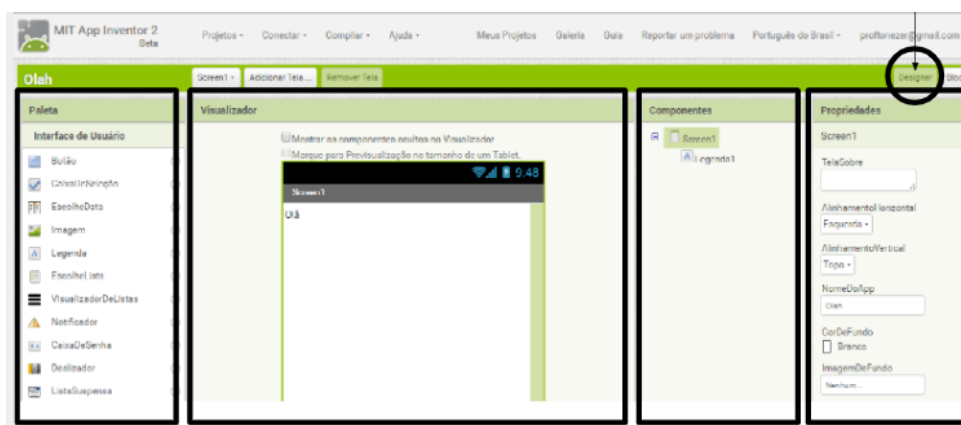 MIT App Inventor 2
Beta
Projetos
Conectar
Compilar
Ajuda
Meus Projetos
Galeria
Guia
Reportar um problema
Português do Brasil
proftonezer@gmail.com
Olah
Screen1
Adicionar Tela ...
Remover Tela
Designer
Bloc
Paleta
Visualizador
Componentes
Propriedades
Interface de Usuário
Botão
CaixaDeSeleção
EscolheData
Imagem
Legenda
EscolheLista
VisualizadorDeListas
Notificador
CaixaDeSenha
Deslizador
ListaSuspensa
Mostrar os componentes ocultos no Visualizador
Marque para Previsualização no tamanho de um Tablet.
9:48
Screen1
Olá
Screen1
Legenda1
Screen1
TelaSobre
AlinhamentoHorizontal
Esquerda
AlinhamentoVertical
Topo
NomeDoApp
Olah
CorDeFundo
Branco
ImagemDeFundo
Nenhum...